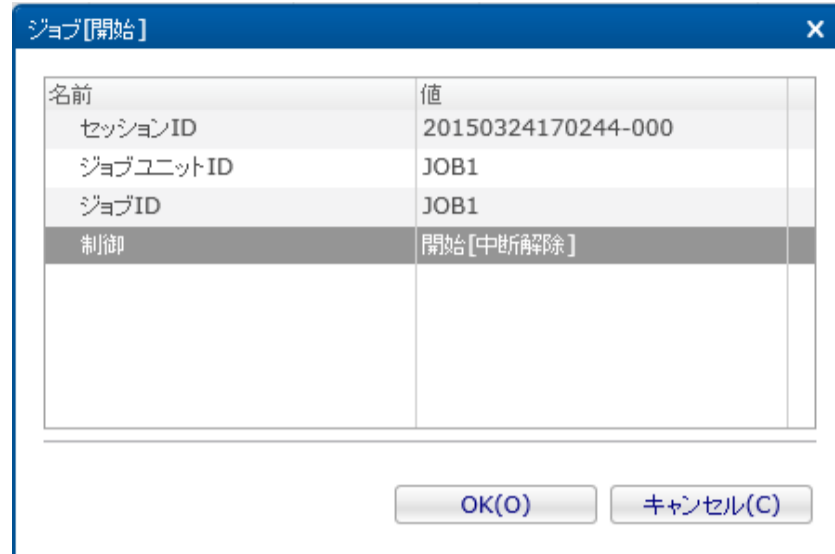 ジョブ[開始]
名前 値
セッションID 20150324170244-000
ジョブユニットID JOB1
ジョブID JOB1
制御 開始[中断解除]
OK(O) キャンセル(C)